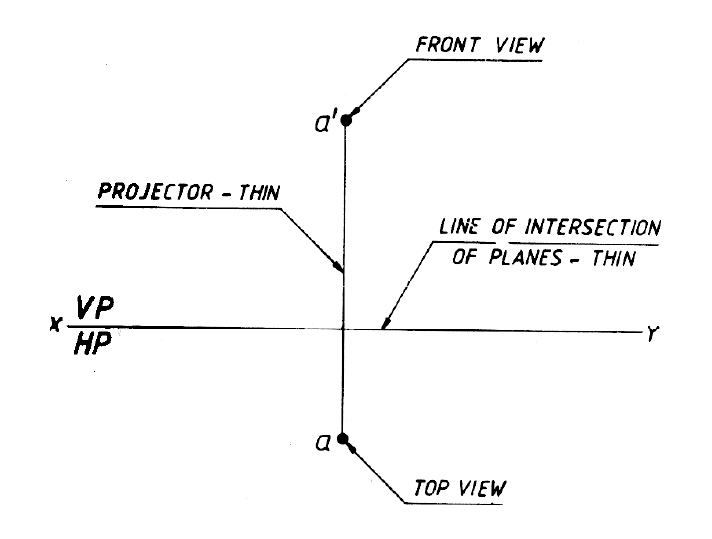 FRONT VIEW
a'
PROJECTOR - THIN
LINE OF INTERSECTION
OF PLANES - THIN
X VP
HP
Y
a
TOP VIEW